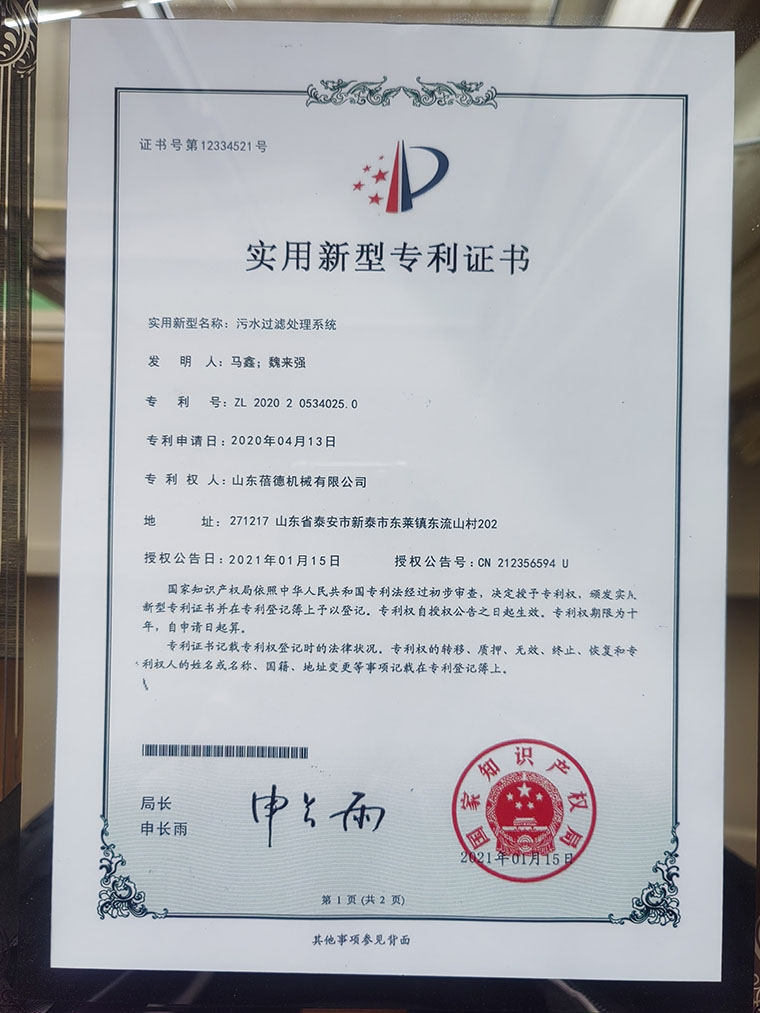 证书号第12334521号
实用新型专利证书
实用新型名称：污水过滤处理系统
发 明 人：马鑫；魏来强
专 利 号：ZL 2020 2 0534025.0
专利申请日：2020年04月13日
专 利 权 人：山东蓓德机械有限公司
地 址：271217 山东省泰安市新泰市东莱镇东流山村202
授权公告日：2021年01月15日 授权公告号：CN 212356594 U
国家知识产权局依照中华人民共和国专利法经过初步审查，决定授予专利权，颁发实用
新型专利证书并在专利登记簿上予以登记。专利权自授权公告之日起生效。专利权期限为十
年，自申请日起算。
专利证书记载专利权登记时的法律状况。专利权的转移、质押、无效、终止、恢复和专
利权人的姓名或名称、国籍、地址变更等事项记载在专利登记簿上。
局长
申长雨
申长雨
国家知识产权局
2021年01月15日
第 1 页 (共 2 页)
其他事项参见背面